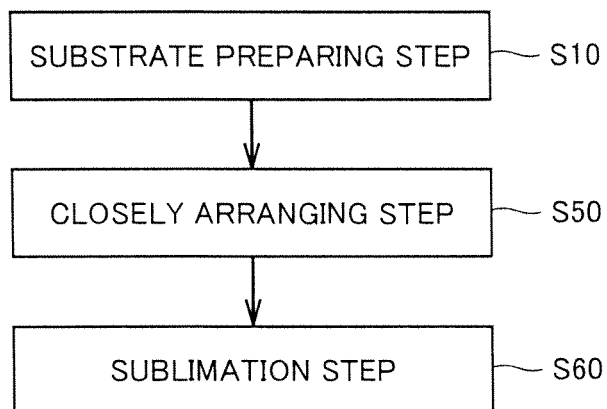 SUBSTRATE PREPARING STEP S10
CLOSELY ARRANGING STEP S50
SUBLIMATION STEP S60